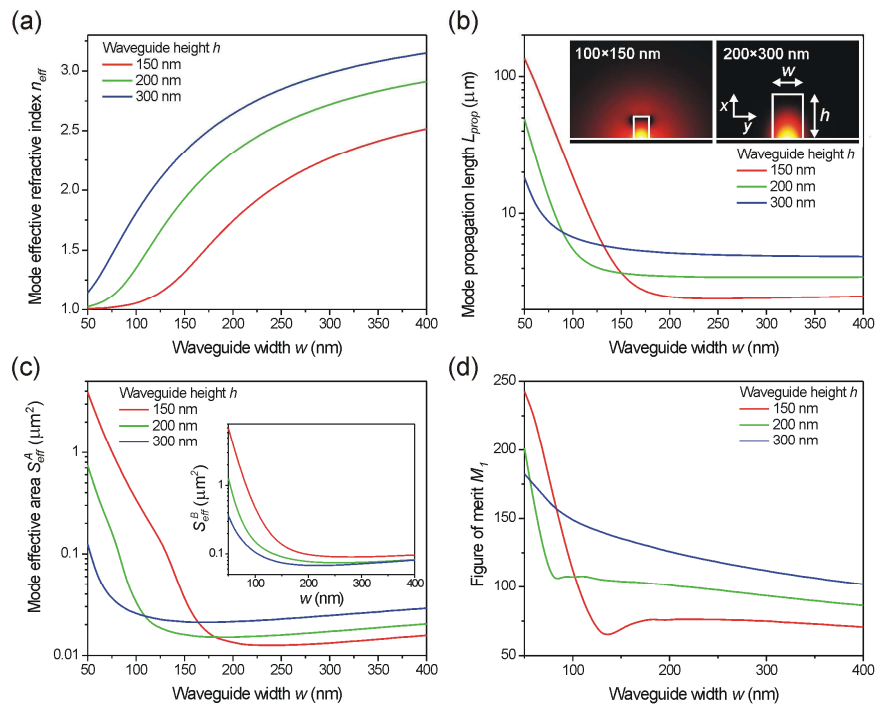 (a)
Mode effective refractive index n_eff
Waveguide height h
150 nm
200 nm
300 nm
3.0
2.5
2.0
1.5
1.0
50 100 150 200 250 300 350 400
Waveguide width w (nm)
(b)
Mode propagation length L_prop (μm)
100
10
100×150 nm
200×300 nm
w
x
y
h
Waveguide height h
150 nm
200 nm
300 nm
50 100 150 200 250 300 350 400
Waveguide width w (nm)
(c)
Mode effective area S^A_eff (μm²)
Waveguide height h
150 nm
200 nm
300 nm
1
0.1
0.01
S^B_eff (μm²)
1
0.1
100 200 300 400
w (nm)
50 100 150 200 250 300 350 400
Waveguide width w (nm)
(d)
Figure of merit M_1
250
200
150
100
50
Waveguide height h
150 nm
200 nm
300 nm
100 150 200 250 300 350 400
Waveguide width w (nm)